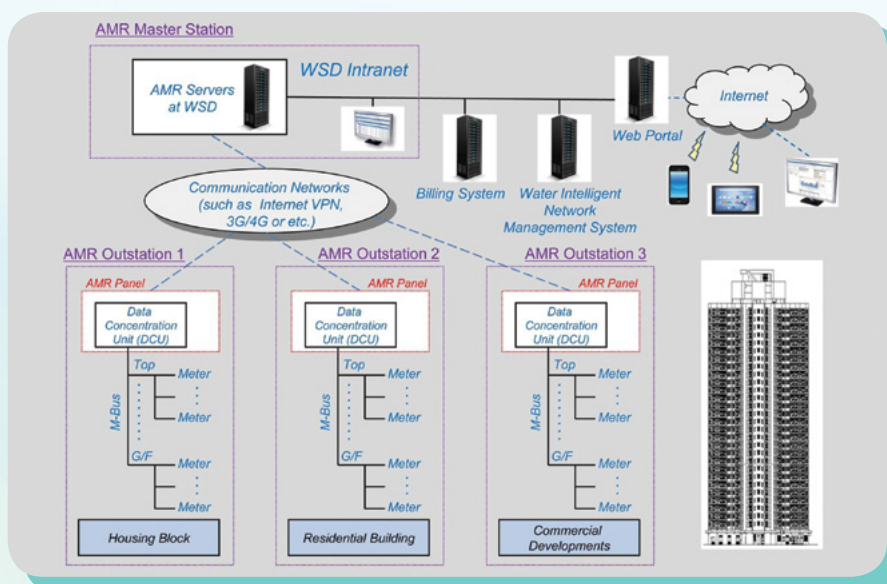 AMR Master Station
WSD Intranet
AMR Servers
at WSD
Internet
Web Portal
Billing System
Water Intelligent
Network
Management System
Communication Networks
(such as Internet VPN,
3G/4G or etc.)
AMR Outstation 1
AMR Panel
Data
Concentration
Unit (DCU)
Top
Meter
Meter
M-Bus
G/F
Meter
Meter
Housing Block
AMR Outstation 2
AMR Panel
Data
Concentration
Unit (DCU)
Top
Meter
Meter
M-Bus
G/F
Meter
Meter
Residential Building
AMR Outstation 3
AMR Panel
Data
Concentration
Unit (DCU)
Top
Meter
Meter
M-Bus
G/F
Meter
Meter
Commercial
Developments